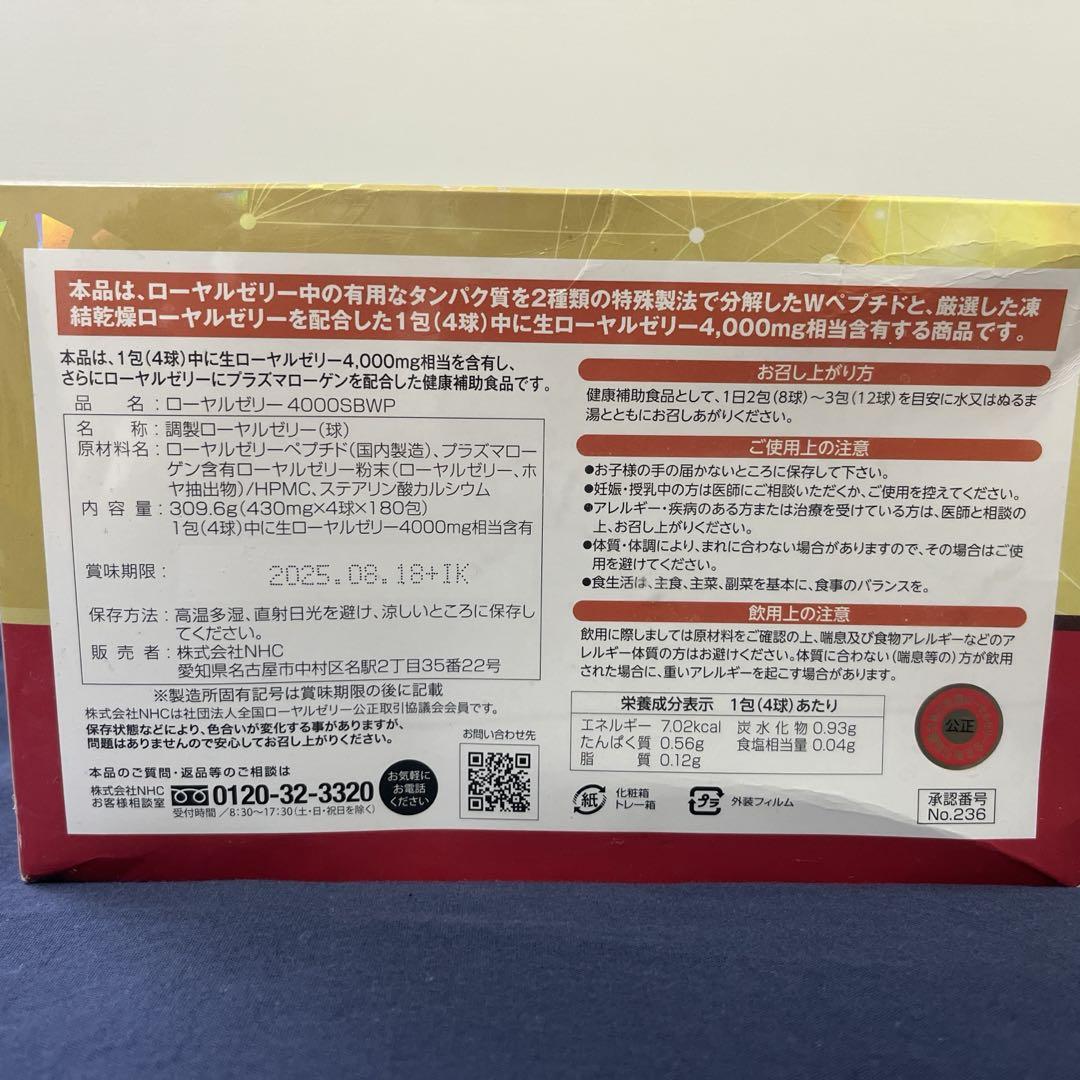 本品は、ローヤルゼリー中の有用なタンパク質を2種類の特殊製法で分解したWペプチドと、厳選した凍
結乾燥ローヤルゼリーを配合した1包(4球)中に生ローヤルゼリー4,000mg相当含有する商品です。
本品は、1包(4球)中に生ローヤルゼリー4,000mg相当を含有し、
さらにローヤルゼリーにプラズマローゲンを配合した健康補助食品です。
品 名:ローヤルゼリー 4000SBWP
名 称:調製ローヤルゼリー(球)
原材料名:ローヤルゼリーペプチド(国内製造)、プラズマロー
ゲン含有ローヤルゼリー粉末(ローヤルゼリー、ホ
ヤ抽出物)/HPMC、ステアリン酸カルシウム
内 容 量:309.6g(430mg×4球×180包)
1包(4球)中に生ローヤルゼリー4000mg相当含有
賞味期限: 2025.08.18+IK
保存方法:高温多湿、直射日光を避け、涼しいところに保存し
てください。
販 売 者:株式会社NHC
愛知県名古屋市中村区名駅2丁目35番22号
※製造所固有記号は賞味期限の後に記載
株式会社NHCは社団法人全国ローヤルゼリー公正取引協議会会員です。
保存状態などにより、色合いが変化する事がありますが、
問題はありませんので安心してお召し上がりください。
本品のご質問・返品等のご相談は
株式会社NHC
お客様相談室
0120-32-3320
受付時間/8:30〜17:30(土・日・祝日を除く)
お気軽に
お電話
ください
お問い合わせ先
お召し上がり方
健康補助食品として、1日2包(8球)〜3包(12球)を目安に水又はぬるま
湯とともにお召しあがりください。
ご使用上の注意
●お子様の手の届かないところに保存して下さい。
●妊娠・授乳中の方は医師にご相談いただくか、ご使用を控えてください。
●アレルギー・疾病のある方または治療を受けている方は、医師と相談の
上、お召し上がりください。
●体質・体調により、まれに合わない場合がありますので、その場合はご使
用を避けてください。
●食生活は、主食、主菜、副菜を基本に、食事のバランスを。
飲用上の注意
飲用に際しましては原材料をご確認の上、喘息及び食物アレルギーなどのア
レルギー体質の方はお避けください。体質に合わない(喘息等の)方が飲用
された場合に、重いアレルギーを起こす場合があります。
栄養成分表示 1包(4球)あたり
エネルギー 7.02kcal 炭水化物 0.93g
たんぱく質 0.56g 食塩相当量 0.04g
脂 質 0.12g
公正
紙
化粧箱
トレー箱
プラ
外装フィルム
承認番号
No.236